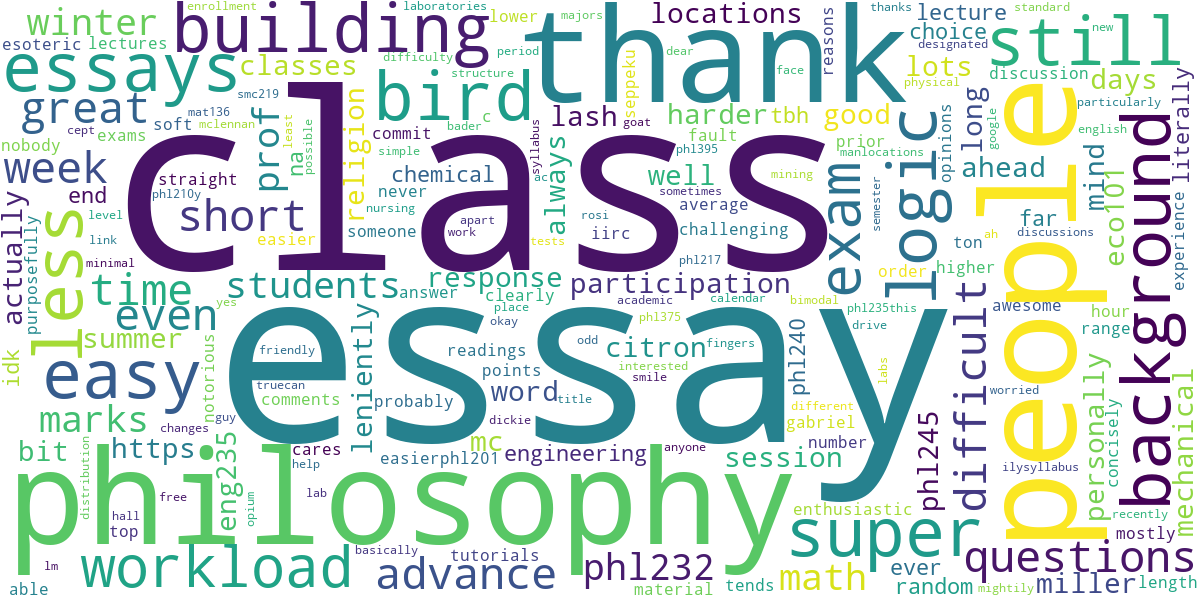 winter
building
thank
locations
enrollment
laboratories
lower
majors
thanks
standard
esoteric
lectures
essays
classes
lecture
choice
designated
new
still
reasons
period
dear
face
difficulty
structure
bird
lots
discussion
days
particularly
great
smc219
mat136
mclennan
soft
cept
exams
nobody
least
possible
religion
prof
na
seppeku
commit
bader
c
goat
lash
harder
tbh
good
fault
phl395
prior
manlocations
opinions
long
google
english
physical
class
week
straight
phl210y
end
short
chemical
never
simple
nursing
someone
syllabus
act
always
well
sometimes
mining
average
rosi
iirc
challenging
apart
work
tests
phl217
exam
semester
logic
ahead
mind
eco101
literally
experience
people
background
far
discussions
ah
ton
actually
purposefully
less
level
link
minimal
yes
easier
time
students
even
response
answer
clearly
place
okay
participation
academic
calendar
phl375
bimodal
order
higher
phl235this
drive
awesome
hour
range
difficult
summer
idk
easy
notorious
essay
friendly
truecan
comments
leniently
readings
points
probably
word
title
dickie
odd
citron
interested
smile
fingers
phl240
labs
different
gabriel
number
worried
personally
concisely
mechanical
marks
changes
guy
https
bit
distribution
free
eng235
cares
help
lab
opium
mc
easierphl201
engineering
anyone
session
phl245
ilysyllabus
philosophy
hall
top
lm
able
workload
basically
advance
tutorials
phl232
material
tends
enthusiastic
super
math
ever
random
recently
mostly
questions
mightily
miller
length